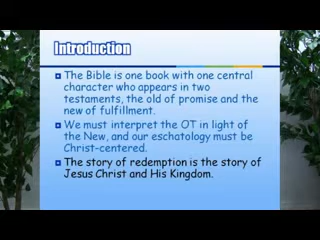 Introduction
The Bible is one book with one central
character who appears in two
testaments, the old of promise and the
new of fulfillment.
We must interpret the OT in light of
the New, and our eschatology must be
Christ-centered.
The story of redemption is the story of
Jesus Christ and His Kingdom.